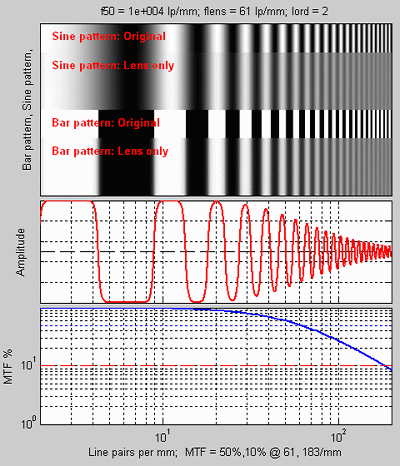 f50 = 1e+004 lp/mm; flens = 61 lp/mm; lord = 2
Bar pattern, Sine pattern,
Sine pattern: Original
Sine pattern: Lens only
Bar pattern: Original
Bar pattern: Lens only
Amplitude
MTF %
10^1
10^0
10^1
10^2
Line pairs per mm; MTF = 50%,10% @ 61, 183/mm